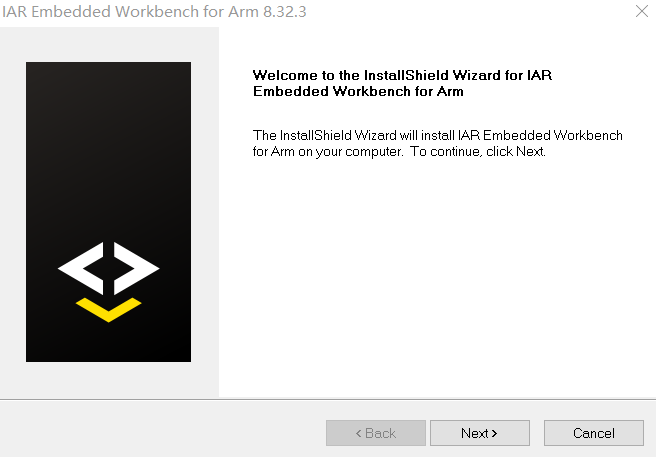 IAR Embedded Workbench for Arm 8.32.3
Welcome to the InstallShield Wizard for IAR
Embedded Workbench for Arm
The InstallShield Wizard will install IAR Embedded Workbench
for Arm on your computer.  To continue, click Next.
< Back
Next >
Cancel